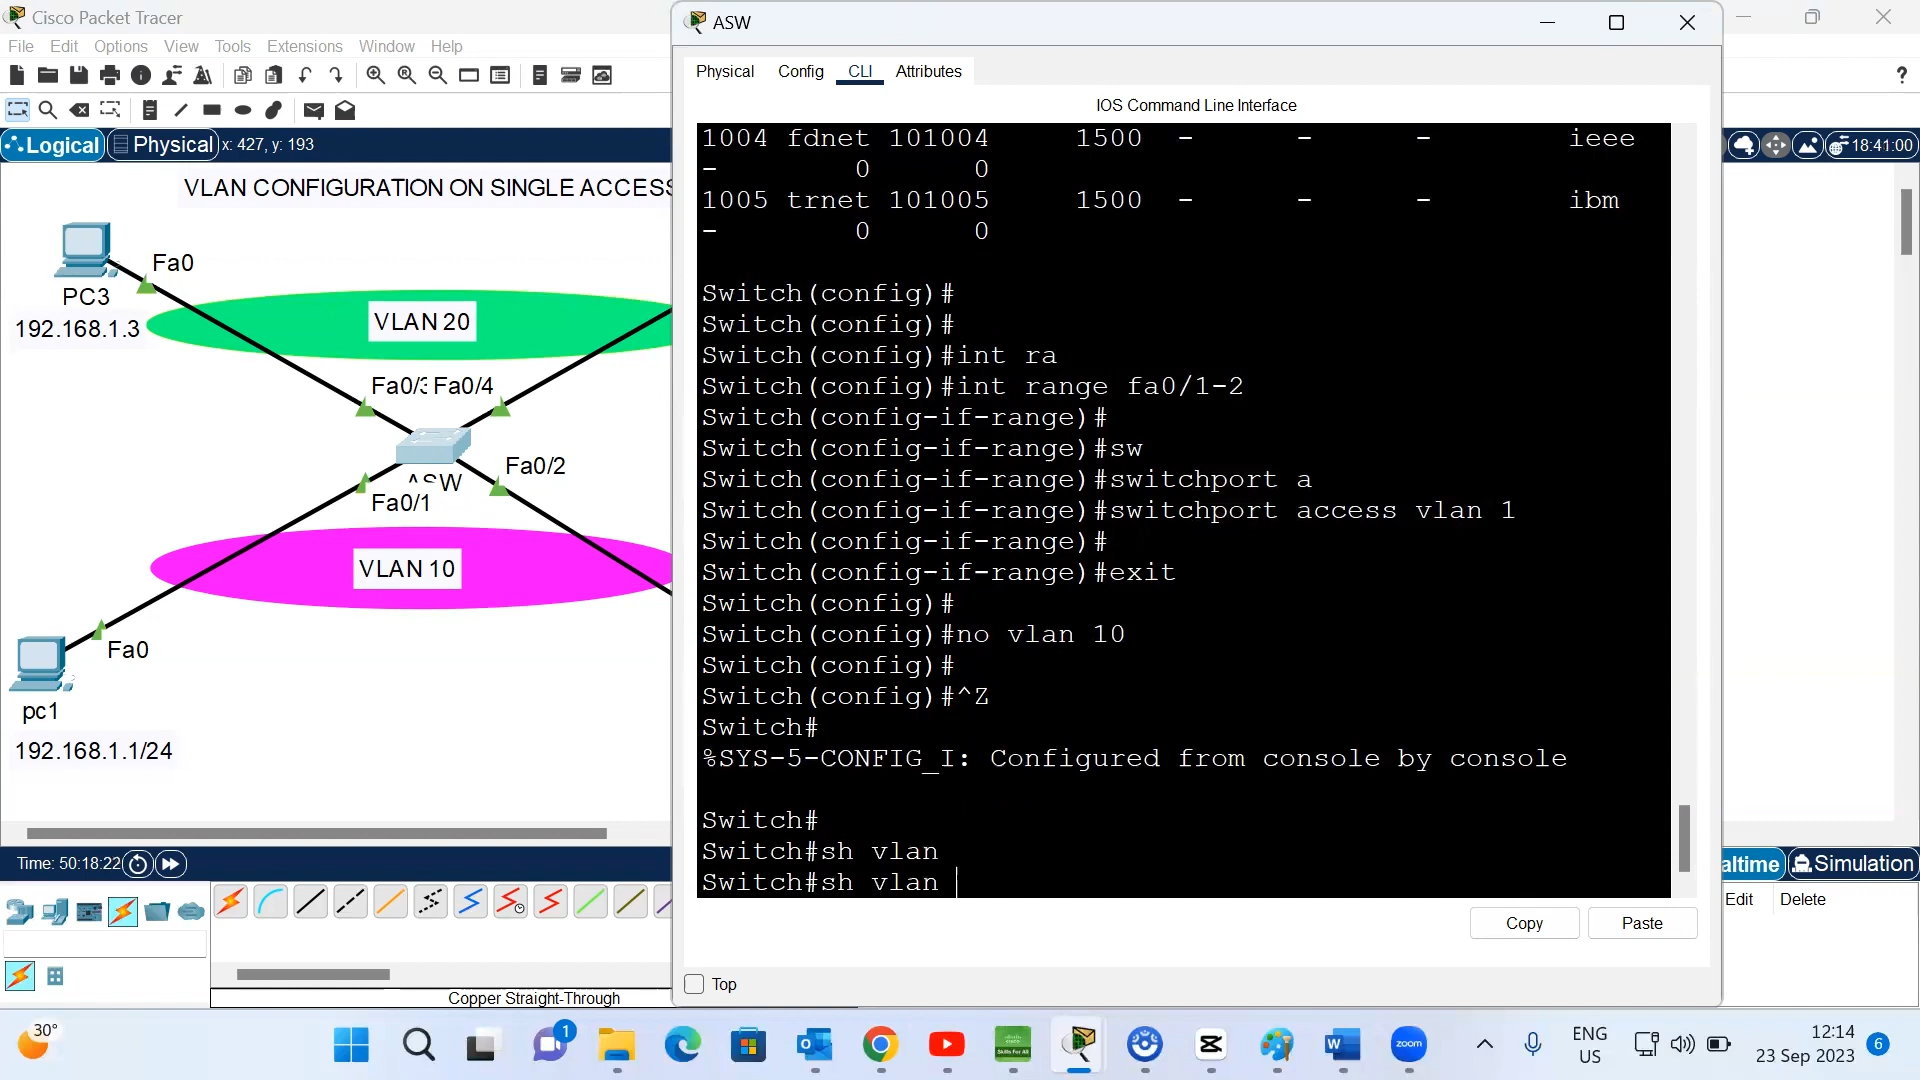 Cisco Packet Tracer
File Edit Options View Tools Extensions Window Help
Logical Physical x: 427, y: 193
VLAN CONFIGURATION ON SINGLE ACCESS
Fa0
PC3
192.168.1.3
VLAN 20
Fa0/3 Fa0/4
ASW
Fa0/2
Fa0/1
VLAN 10
Fa0
pc1
192.168.1.1/24
Time: 50:18:22
Copper Straight-Through
ASW
Physical Config CLI Attributes
IOS Command Line Interface
1004 fdnet 101004 1500 - - - ieee
- 0 0
1005 trnet 101005 1500 - - - ibm
- 0 0
Switch(config)#
Switch(config)#
Switch(config)#int ra
Switch(config)#int range fa0/1-2
Switch(config-if-range)#
Switch(config-if-range)#sw
Switch(config-if-range)#switchport a
Switch(config-if-range)#switchport access vlan 1
Switch(config-if-range)#
Switch(config-if-range)#exit
Switch(config)#
Switch(config)#no vlan 10
Switch(config)#
Switch(config)#^Z
Switch#
%SYS-5-CONFIG_I: Configured from console by console
Switch#
Switch#sh vlan
Switch#sh vlan
Copy Paste
Top
?
18:41:00
altime Simulation
Edit Delete
30°
1
zoom
ENG
US
12:14
23 Sep 2023
6